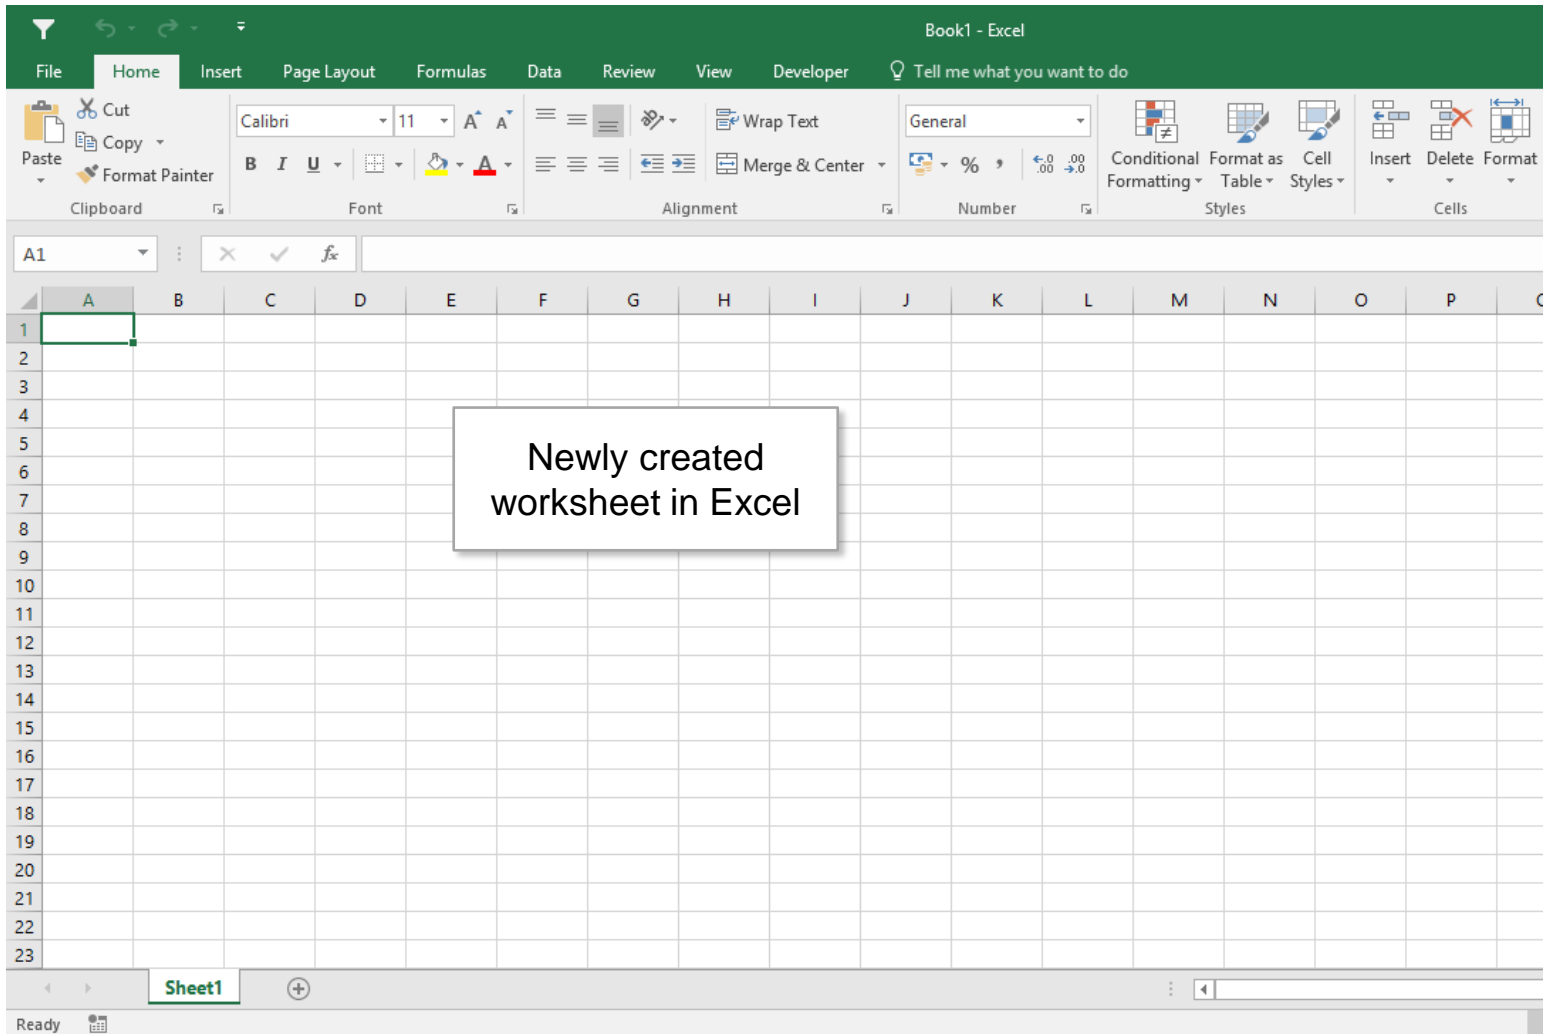 Book1 - Excel
File Home Insert Page Layout Formulas Data Review View Developer Tell me what you want to do
Paste
Cut
Copy
Format Painter
Clipboard
Calibri 11 A A
B I U A
Font
Wrap Text
Merge & Center
Alignment
General
% , .0 .00 .00 .0
Number
Conditional Formatting
Format as Table
Cell Styles
Styles
Insert Delete Format
Cells
A1 fx
A B C D E F G H I J K L M N O P
1
2
3
4
5
6
7
8
9
10
11
12
13
14
15
16
17
18
19
20
21
22
23
Newly created
worksheet in Excel
Sheet1
Ready